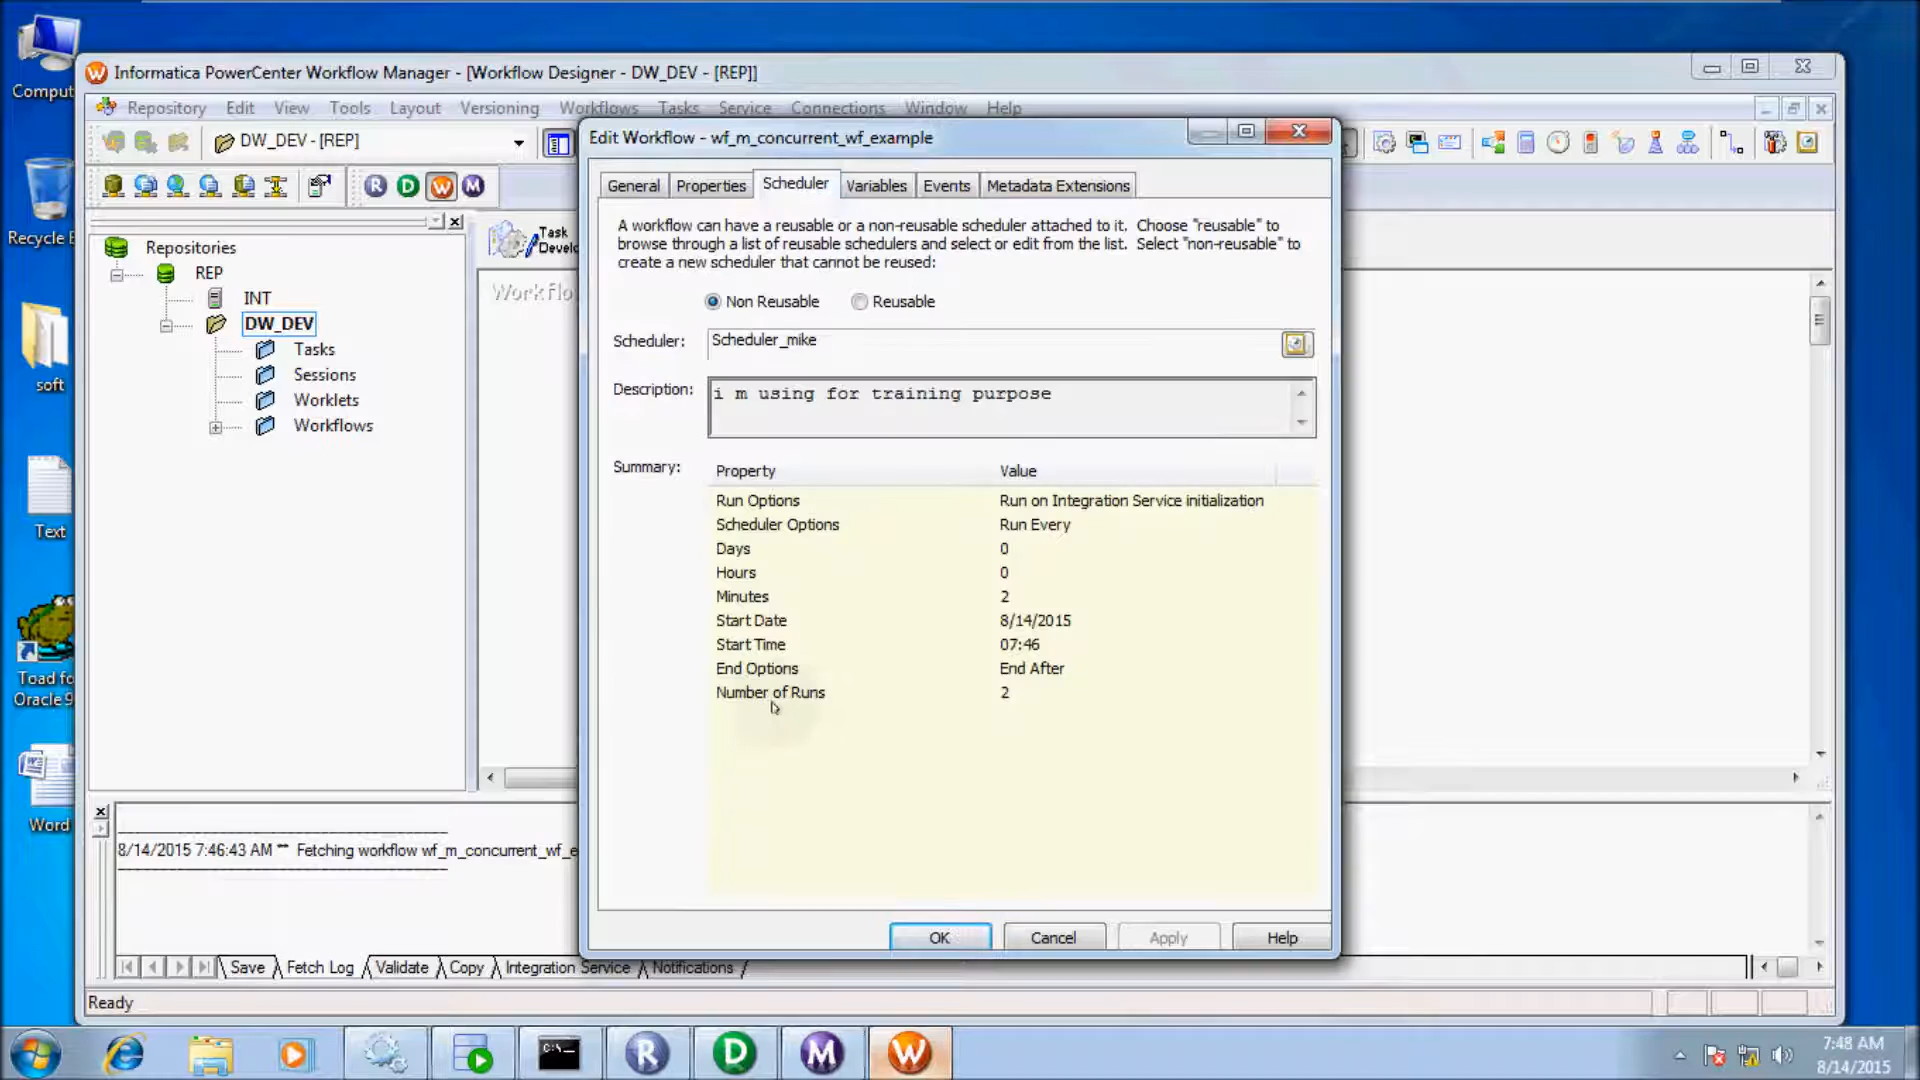 Comput
Recycle
soft
Text
Toad fo
Oracle 9
Word
Informatica PowerCenter Workflow Manager - [Workflow Designer - DW_DEV - [REP]]
Repository Edit View Tools Layout Versioning Workflows Tasks Service Connections Window Help
DW_DEV - [REP]
R D W M
Repositories
REP
INT
DW_DEV
Tasks
Sessions
Worklets
Workflows
Task
Develo
Workflo
Edit Workflow - wf_m_concurrent_wf_example
General Properties Scheduler Variables Events Metadata Extensions
A workflow can have a reusable or a non-reusable scheduler attached to it. Choose "reusable" to
browse through a list of reusable schedulers and select or edit from the list. Select "non-reusable" to
create a new scheduler that cannot be reused:
Non Reusable Reusable
Scheduler: Scheduler_mike
Description: i m using for training purpose
Summary: Property Value
Run Options Run on Integration Service initialization
Scheduler Options Run Every
Days 0
Hours 0
Minutes 2
Start Date 8/14/2015
Start Time 07:46
End Options End After
Number of Runs 2
OK Cancel Apply Help
8/14/2015 7:46:43 AM ** Fetching workflow wf_m_concurrent_wf_e
Save Fetch Log Validate Copy Integration Service Notifications
Ready
C:\.
R D M W
7:48 AM
8/14/2015